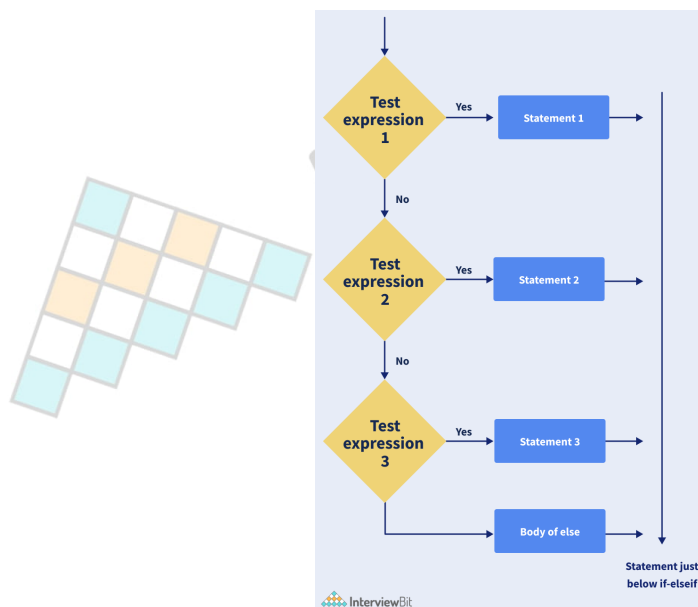 Test
expression
1
Yes
Statement 1
No
Test
expression
2
Yes
Statement 2
No
Test
expression
3
Yes
Statement 3
Body of else
Statement just
below if-elseif
InterviewBit